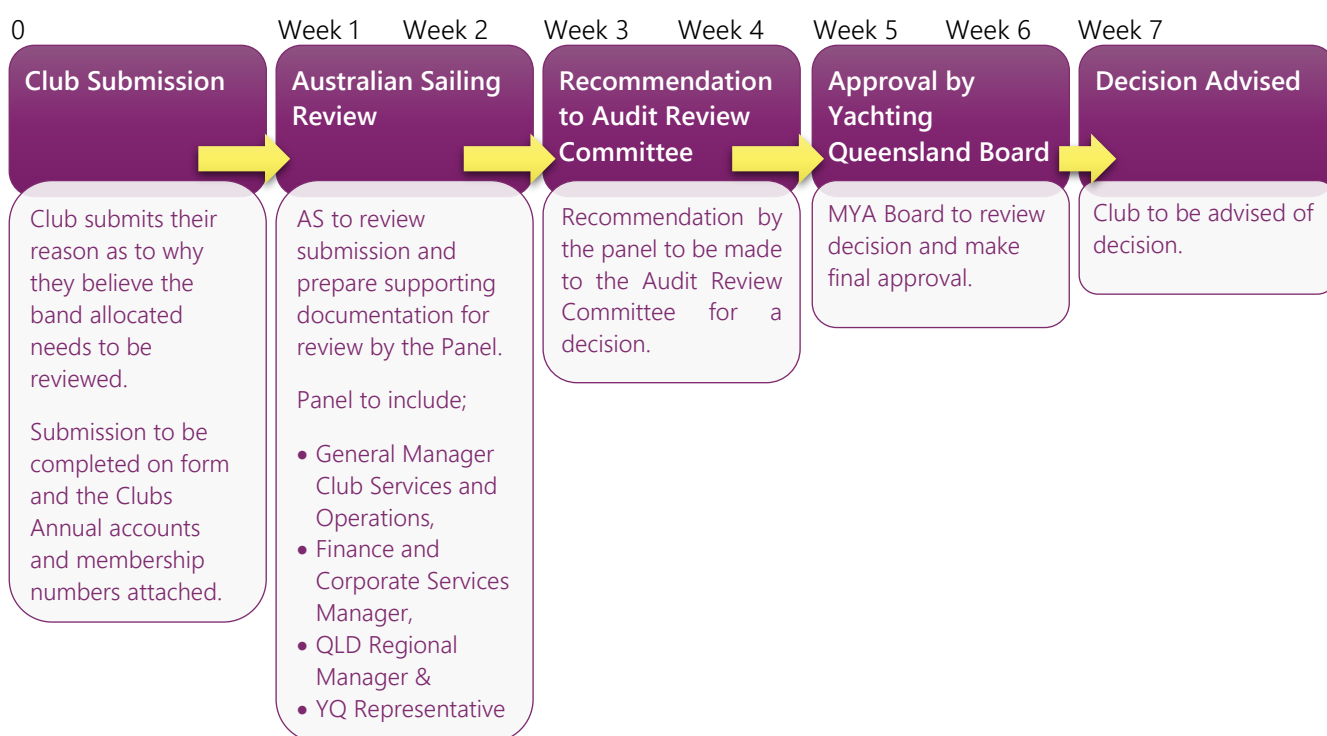 0
Week 1
Week 2
Week 3
Week 4
Week 5
Week 6
Week 7
Club Submission
Club submits their
reason as to why
they believe the
band allocated
needs to be
reviewed.
Submission to be
completed on form
and the Clubs
Annual accounts
and membership
numbers attached.
Australian Sailing
Review
AS to review
submission and
prepare supporting
documentation for
review by the Panel.
Panel to include;
• General Manager
Club Services and
Operations,
• Finance and
Corporate Services
Manager,
• QLD Regional
Manager &
• YQ Representative
Recommendation
to Audit Review
Committee
Recommendation by
the panel to be made
to the Audit Review
Committee for a
decision.
Approval by
Yachting
Queensland Board
MYA Board to review
decision and make
final approval.
Decision Advised
Club to be advised of
decision.